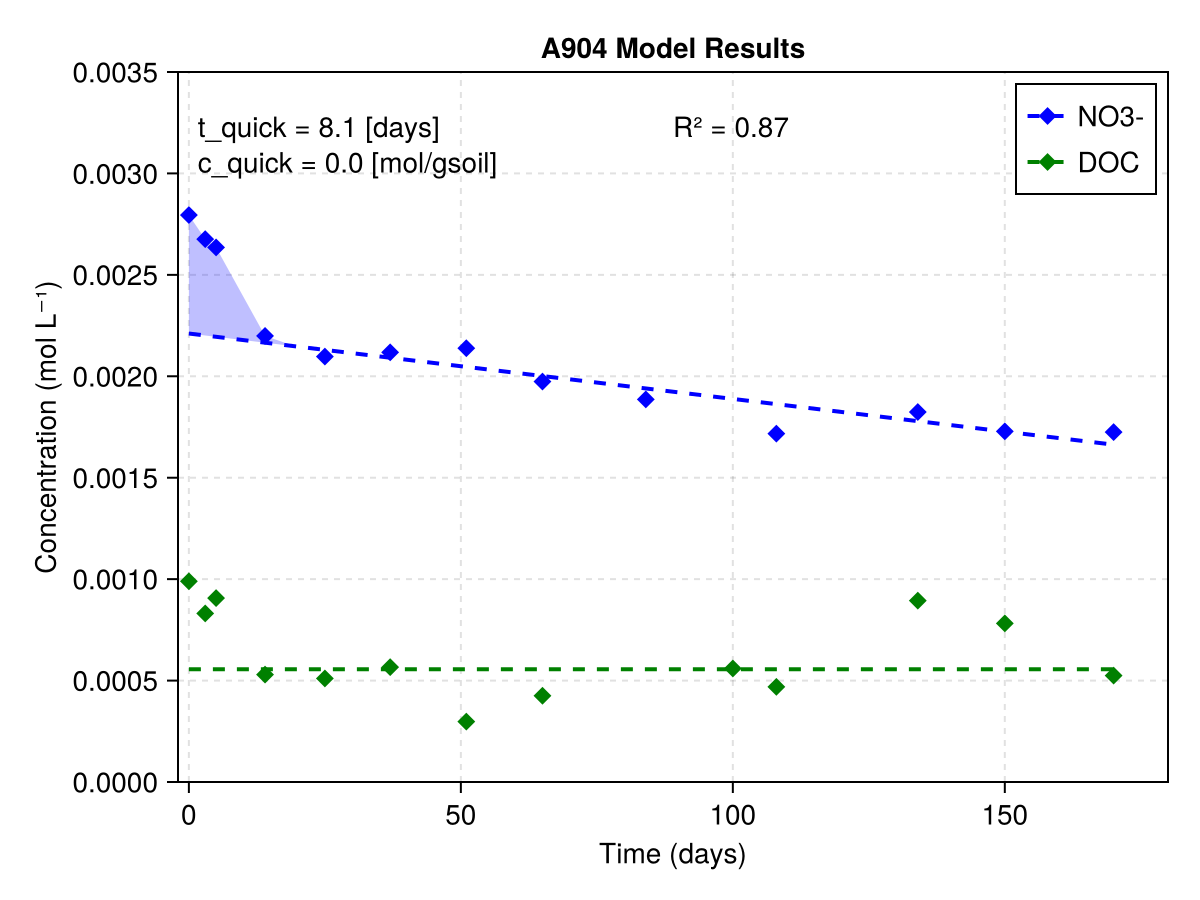 A904 Model Results
0.0035
0.0030
0.0025
0.0020
0.0015
0.0010
0.0005
0.0000
Concentration (mol L⁻¹)
t_quick = 8.1 [days]
c_quick = 0.0 [mol/gsoil]
R² = 0.87
NO3-
DOC
0
50
100
150
Time (days)